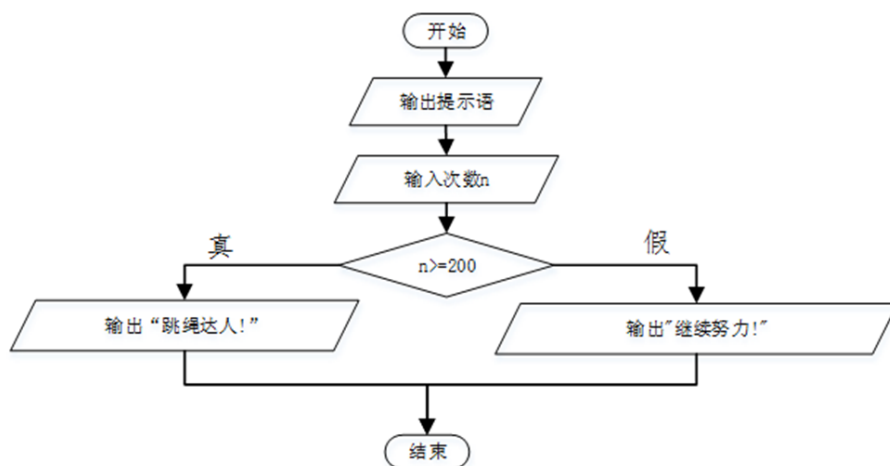 开始
输出提示语
输入次数n
真
假
n>=200
输出“跳绳达人!”
输出"继续努力!"
结束